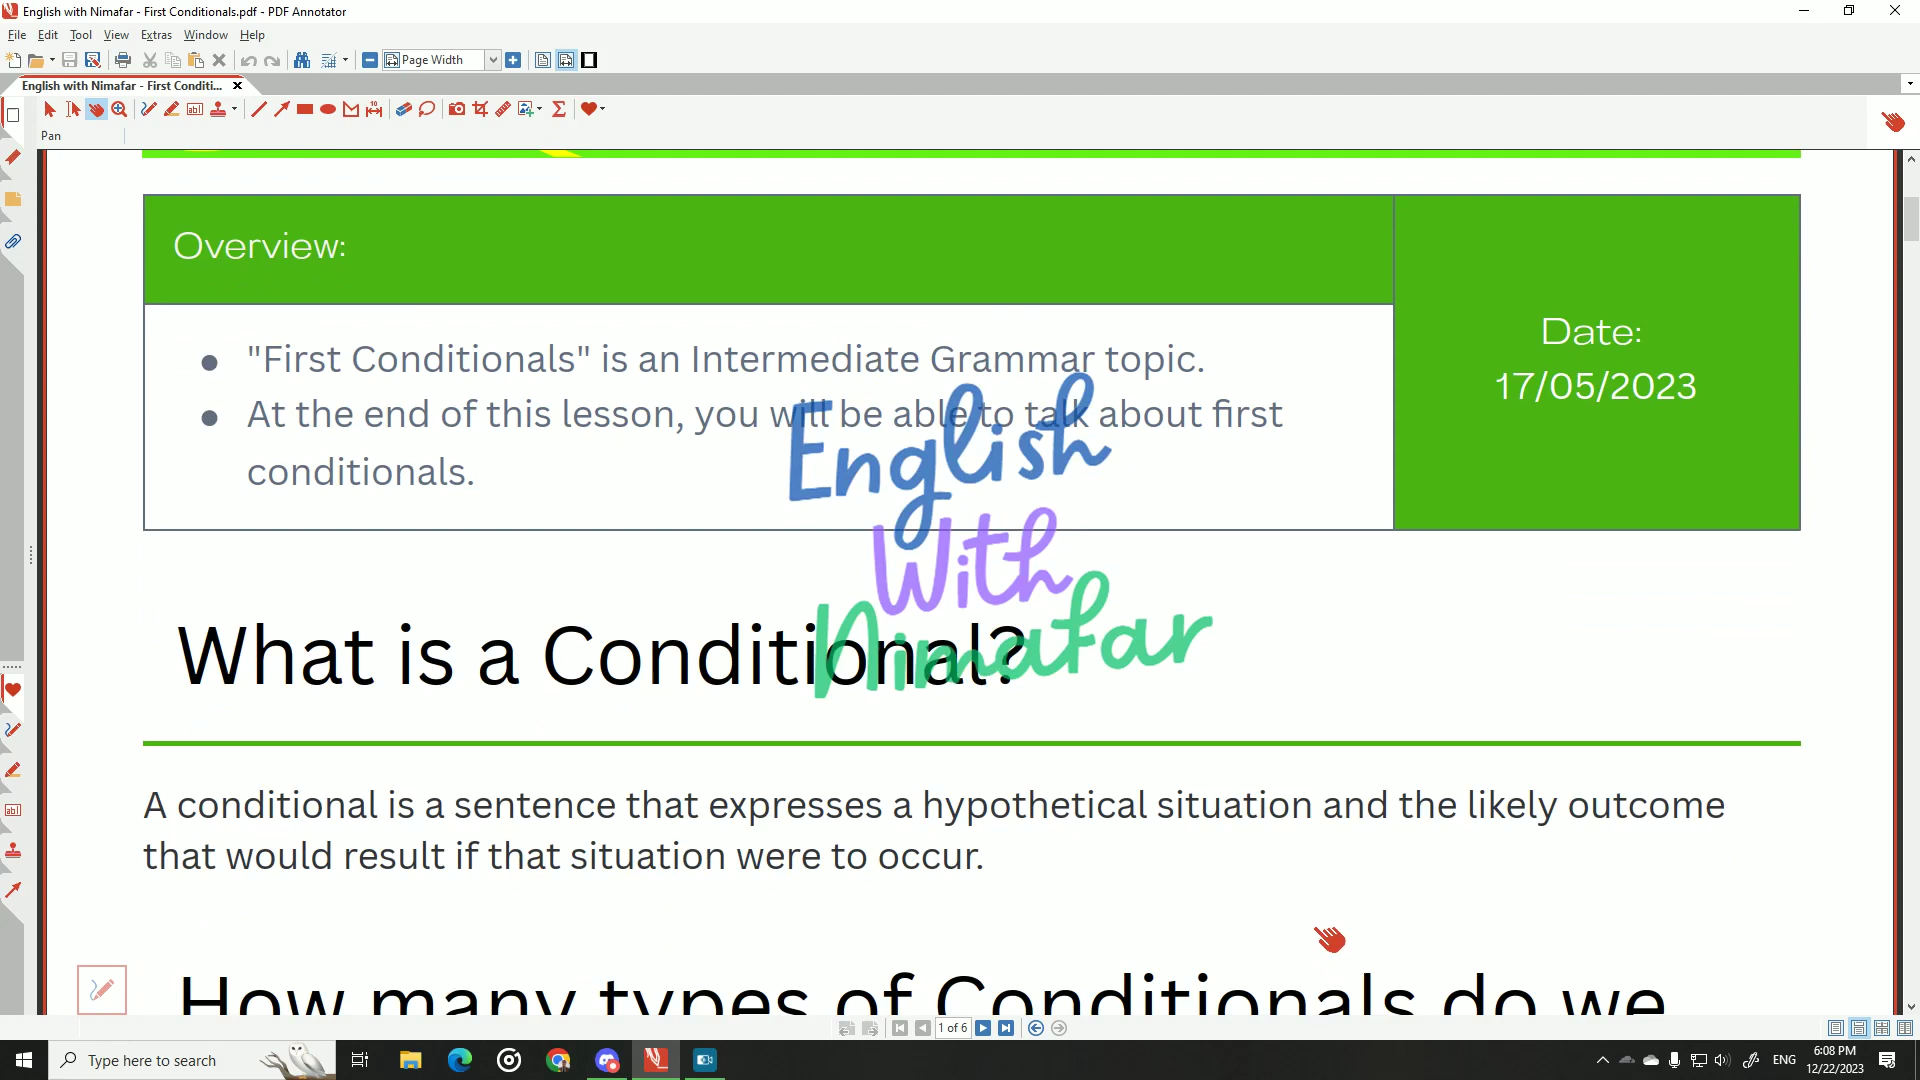 English with Nimafar - First Conditionals.pdf - PDF Annotator
File Edit Tool View Extras Window Help
Page Width
English with Nimafar - First Conditi...
Pan
Overview:
Date:
17/05/2023
"First Conditionals" is an Intermediate Grammar topic.
At the end of this lesson, you will be able to talk about first
conditionals.
English
With
Nimafar
What is a Conditional?
A conditional is a sentence that expresses a hypothetical situation and the likely outcome
that would result if that situation were to occur.
How many types of Conditionals do we
1 of 6
Type here to search
ENG
6:08 PM
12/22/2023